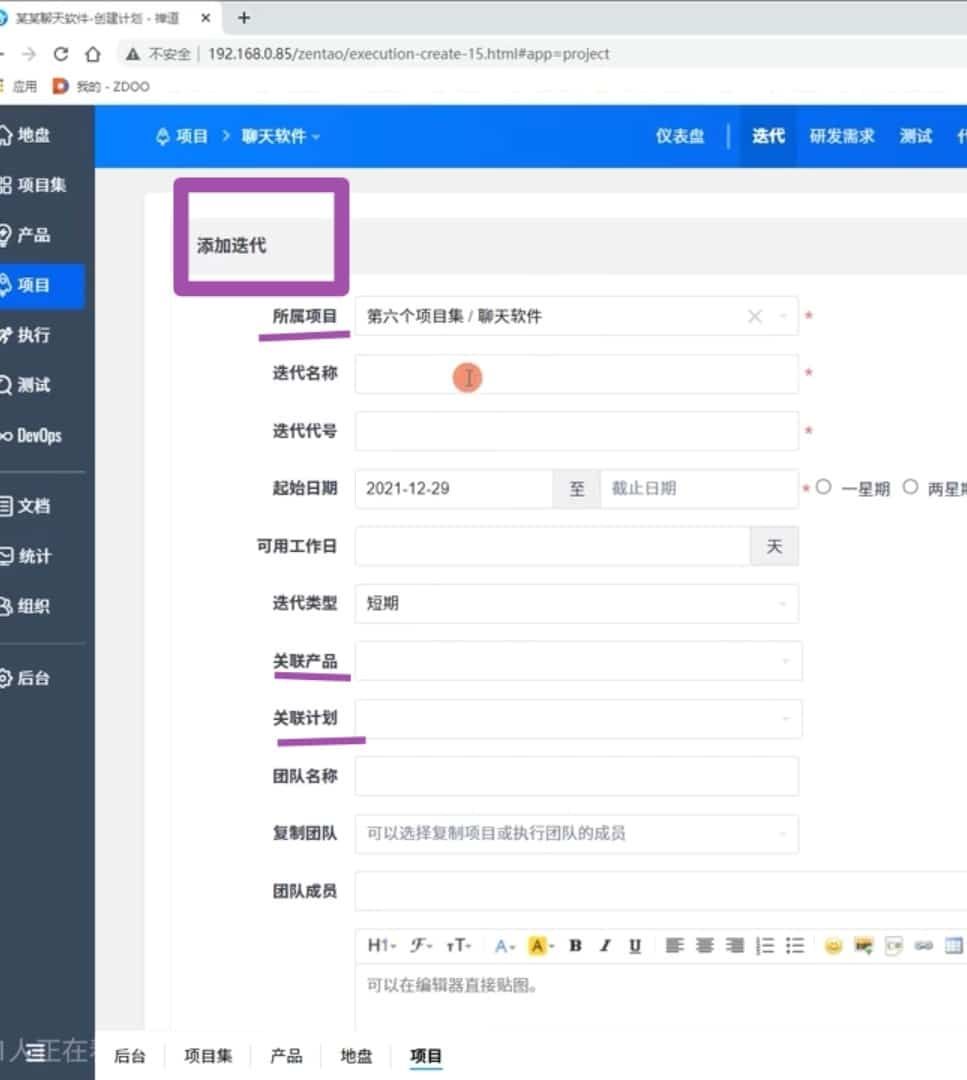 某某聊天软件-创建计划 - 禅道
不安全 | 192.168.0.85/zentao/execution-create-15.html#app=project
应用 我的 - ZDOO
地盘
项目集
产品
项目
执行
测试
DevOps
文档
统计
组织
后台
项目 > 聊天软件
仪表盘 | 迭代 研发需求 测试
添加迭代
所属项目 第六个项目集 / 聊天软件 *
迭代名称 *
迭代代号 *
起始日期 2021-12-29 至 截止日期 * 一星期 两星期
可用工作日 天
迭代类型 短期
关联产品
关联计划
团队名称
复制团队 可以选择复制项目或执行团队的成员
团队成员
H1 F TT A A B I U
可以在编辑器直接贴图。
1人正在
后台 项目集 产品 地盘 项目